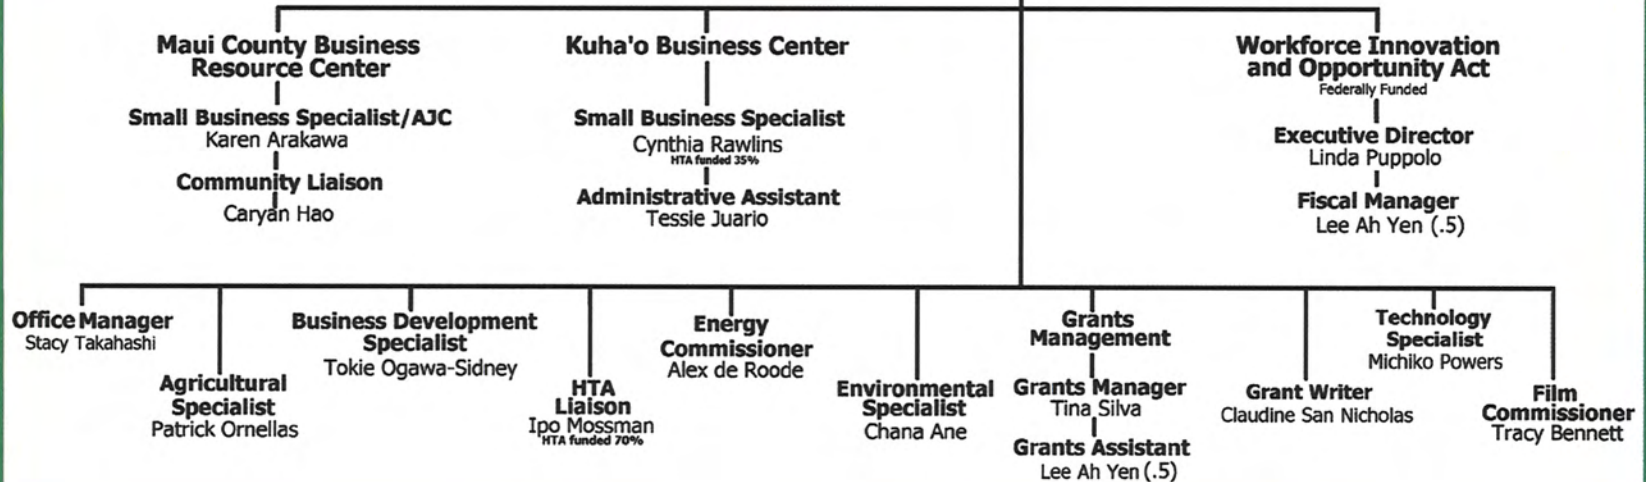 Maui County Business
Resource Center
Small Business Specialist/AJC
Karen Arakawa
Community Liaison
Caryan Hao
Kuha'o Business Center
Small Business Specialist
Cynthia Rawlins
HTA funded 35%
Administrative Assistant
Tessie Juario
Workforce Innovation
and Opportunity Act
Federally Funded
Executive Director
Linda Puppolo
Fiscal Manager
Lee Ah Yen (.5)
Office Manager
Stacy Takahashi
Agricultural
Specialist
Patrick Ornellas
Business Development
Specialist
Tokie Ogawa-Sidney
HTA
Liaison
Ipo Mossman
HTA funded 70%
Energy
Commissioner
Alex de Roode
Environmental
Specialist
Chana Ane
Grants
Management
Grants Manager
Tina Silva
Grants Assistant
Lee Ah Yen (.5)
Grant Writer
Claudine San Nicholas
Technology
Specialist
Michiko Powers
Film
Commissioner
Tracy Bennett